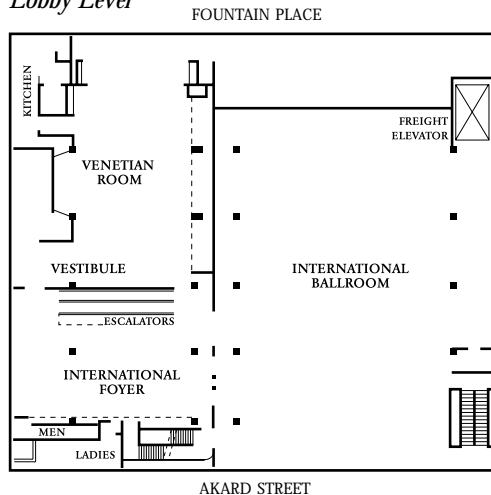 Lobby Level
FOUNTAIN PLACE
KITCHEN
FREIGHT
ELEVATOR
VENETIAN
ROOM
VESTIBULE
INTERNATIONAL
BALLROOM
ESCALATORS
INTERNATIONAL
FOYER
MEN
LADIES
AKARD STREET